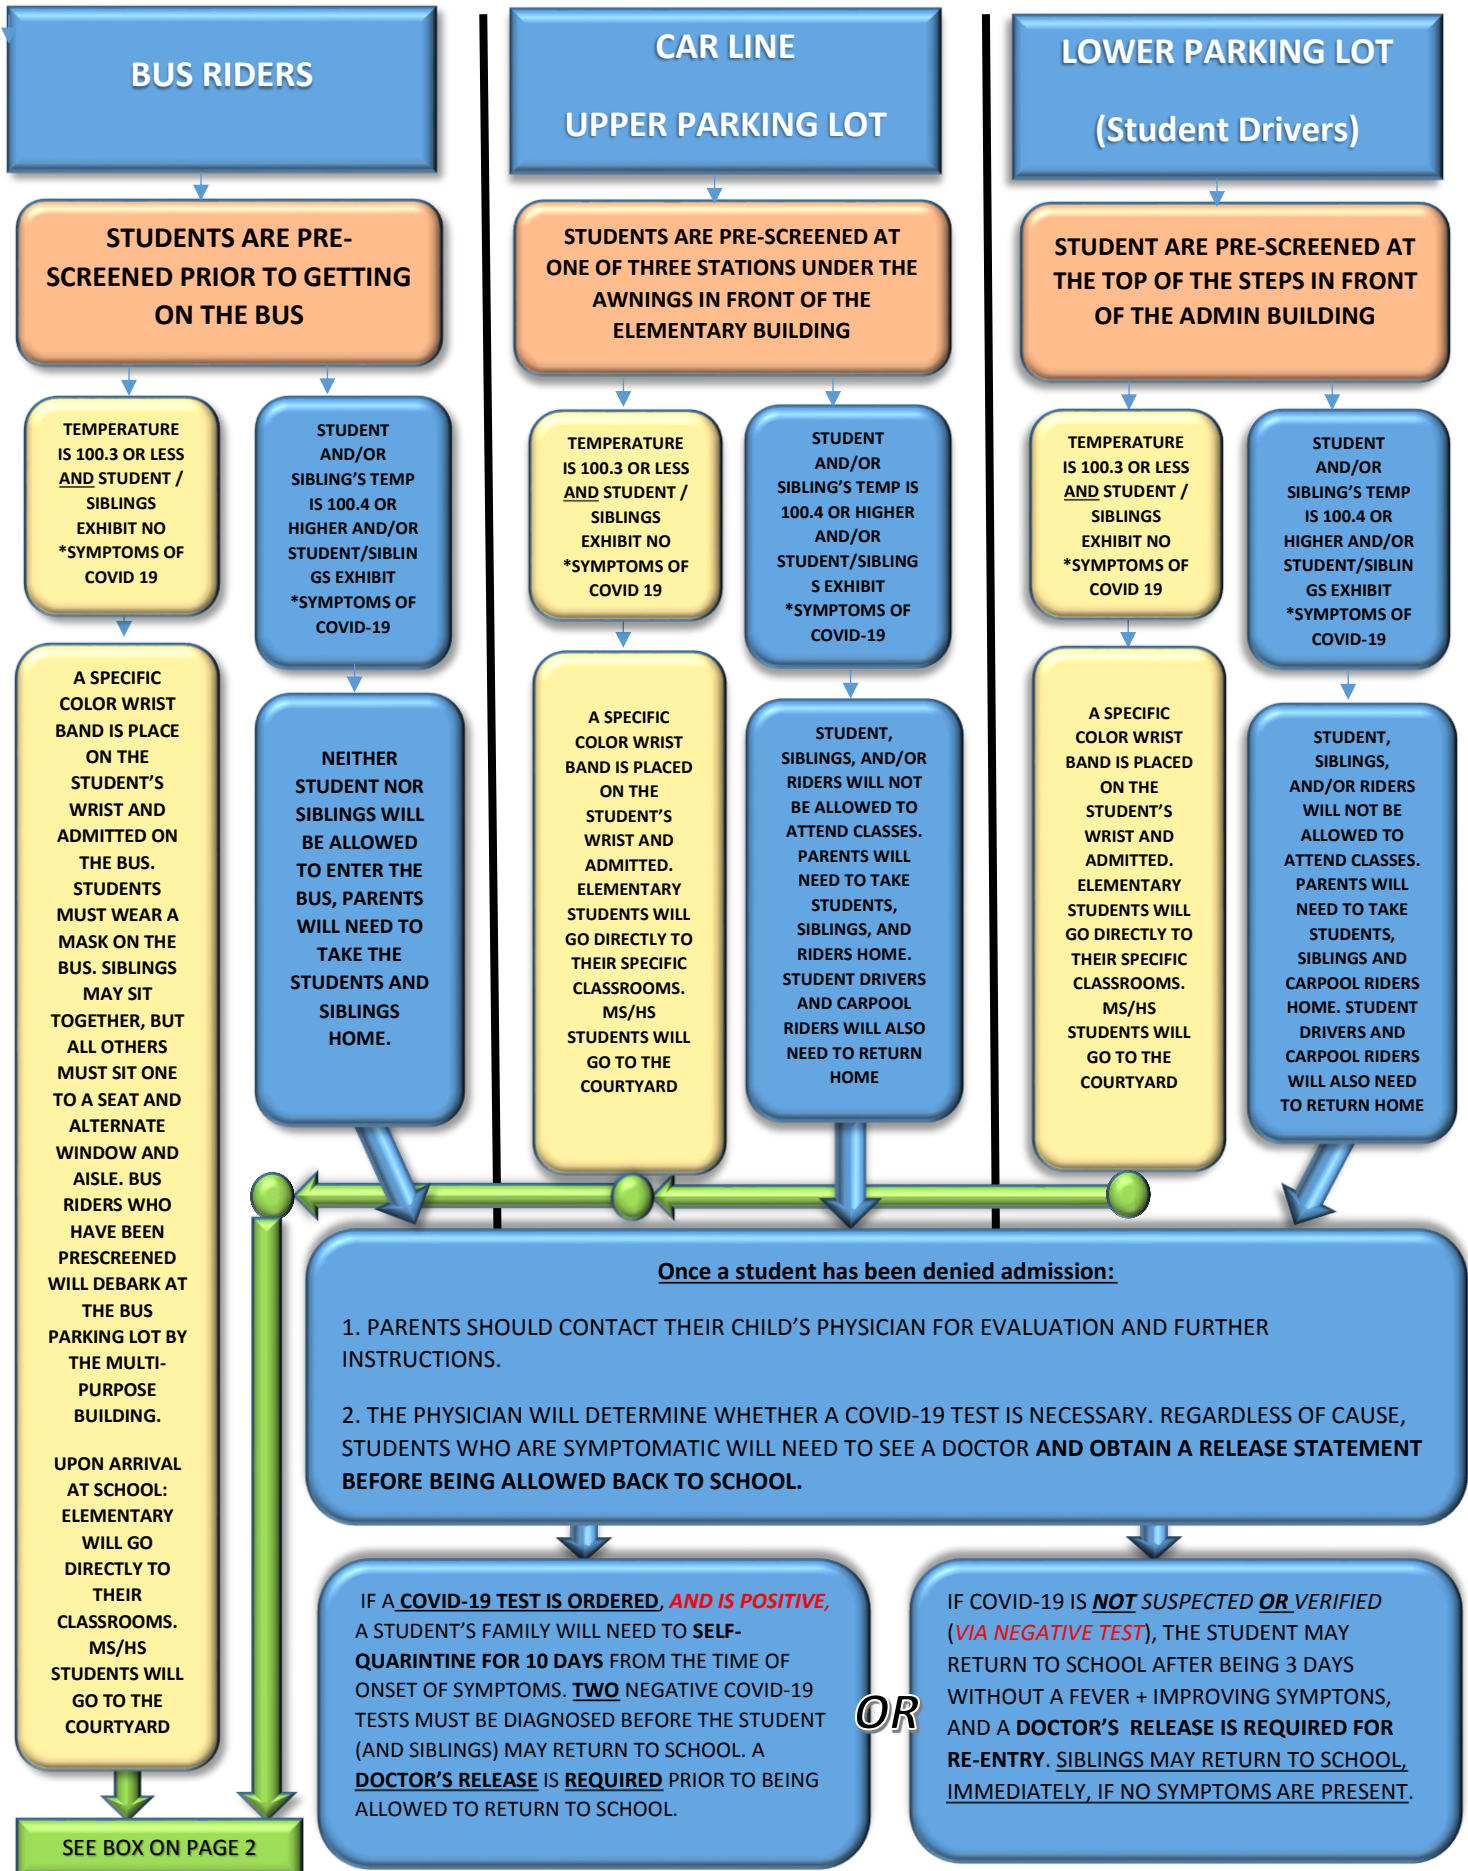 BUS RIDERS
STUDENTS ARE PRE-
SCREENED PRIOR TO GETTING
ON THE BUS
TEMPERATURE
IS 100.3 OR LESS
AND STUDENT /
SIBLINGS
EXHIBIT NO
*SYMPTOMS OF
COVID 19
STUDENT
AND/OR
SIBLING'S TEMP
IS 100.4 OR
HIGHER AND/OR
STUDENT/SIBLIN
GS EXHIBIT
*SYMPTOMS OF
COVID-19
A SPECIFIC
COLOR WRIST
BAND IS PLACE
ON THE
STUDENT'S
WRIST AND
ADMITTED ON
THE BUS.
STUDENTS
MUST WEAR A
MASK ON THE
BUS. SIBLINGS
MAY SIT
TOGETHER, BUT
ALL OTHERS
MUST SIT ONE
TO A SEAT AND
ALTERNATE
WINDOW AND
AISLE. BUS
RIDERS WHO
HAVE BEEN
PRESCREENED
WILL DEBARK AT
THE BUS
PARKING LOT BY
THE MULTI-
PURPOSE
BUILDING.
UPON ARRIVAL
AT SCHOOL:
ELEMENTARY
WILL GO
DIRECTLY TO
THEIR
CLASSROOMS.
MS/HS
STUDENTS WILL
GO TO THE
COURTYARD
NEITHER
STUDENT NOR
SIBLINGS WILL
BE ALLOWED
TO ENTER THE
BUS, PARENTS
WILL NEED TO
TAKE THE
STUDENTS AND
SIBLINGS
HOME.
CAR LINE
UPPER PARKING LOT
STUDENTS ARE PRE-SCREENED AT
ONE OF THREE STATIONS UNDER THE
AWNINGS IN FRONT OF THE
ELEMENTARY BUILDING
TEMPERATURE
IS 100.3 OR LESS
AND STUDENT /
SIBLINGS
EXHIBIT NO
*SYMPTOMS OF
COVID 19
STUDENT
AND/OR
SIBLING'S TEMP IS
100.4 OR HIGHER
AND/OR
STUDENT/SIBLING
S EXHIBIT
*SYMPTOMS OF
COVID-19
A SPECIFIC
COLOR WRIST
BAND IS PLACED
ON THE
STUDENT'S
WRIST AND
ADMITTED.
ELEMENTARY
STUDENTS WILL
GO DIRECTLY TO
THEIR SPECIFIC
CLASSROOMS.
MS/HS
STUDENTS WILL
GO TO THE
COURTYARD
STUDENT,
SIBLINGS, AND/OR
RIDERS WILL NOT
BE ALLOWED TO
ATTEND CLASSES.
PARENTS WILL
NEED TO TAKE
STUDENTS,
SIBLINGS, AND
RIDERS HOME.
STUDENT DRIVERS
AND CARPOOL
RIDERS WILL ALSO
NEED TO RETURN
HOME
LOWER PARKING LOT
(Student Drivers)
STUDENT ARE PRE-SCREENED AT
THE TOP OF THE STEPS IN FRONT
OF THE ADMIN BUILDING
TEMPERATURE
IS 100.3 OR LESS
AND STUDENT /
SIBLINGS
EXHIBIT NO
*SYMPTOMS OF
COVID 19
STUDENT
AND/OR
SIBLING'S TEMP
IS 100.4 OR
HIGHER AND/OR
STUDENT/SIBLIN
GS EXHIBIT
*SYMPTOMS OF
COVID-19
A SPECIFIC
COLOR WRIST
BAND IS PLACED
ON THE
STUDENT'S
WRIST AND
ADMITTED.
ELEMENTARY
STUDENTS WILL
GO DIRECTLY TO
THEIR SPECIFIC
CLASSROOMS.
MS/HS
STUDENTS WILL
GO TO THE
COURTYARD
STUDENT,
SIBLINGS,
AND/OR RIDERS
WILL NOT BE
ALLOWED TO
ATTEND CLASSES.
PARENTS WILL
NEED TO TAKE
STUDENTS,
SIBLINGS AND
CARPOOL RIDERS
HOME. STUDENT
DRIVERS AND
CARPOOL RIDERS
WILL ALSO NEED
TO RETURN HOME
Once a student has been denied admission:
1. PARENTS SHOULD CONTACT THEIR CHILD'S PHYSICIAN FOR EVALUATION AND FURTHER
INSTRUCTIONS.
2. THE PHYSICIAN WILL DETERMINE WHETHER A COVID-19 TEST IS NECESSARY. REGARDLESS OF CAUSE,
STUDENTS WHO ARE SYMPTOMATIC WILL NEED TO SEE A DOCTOR AND OBTAIN A RELEASE STATEMENT
BEFORE BEING ALLOWED BACK TO SCHOOL.
IF A COVID-19 TEST IS ORDERED, AND IS POSITIVE,
A STUDENT'S FAMILY WILL NEED TO SELF-
QUARINTINE FOR 10 DAYS FROM THE TIME OF
ONSET OF SYMPTOMS. TWO NEGATIVE COVID-19
TESTS MUST BE DIAGNOSED BEFORE THE STUDENT
(AND SIBLINGS) MAY RETURN TO SCHOOL. A
DOCTOR'S RELEASE IS REQUIRED PRIOR TO BEING
ALLOWED TO RETURN TO SCHOOL.
OR
IF COVID-19 IS NOT SUSPECTED OR VERIFIED
(VIA NEGATIVE TEST), THE STUDENT MAY
RETURN TO SCHOOL AFTER BEING 3 DAYS
WITHOUT A FEVER + IMPROVING SYMPTONS,
AND A DOCTOR'S RELEASE IS REQUIRED FOR
RE-ENTRY. SIBLINGS MAY RETURN TO SCHOOL,
IMMEDIATELY, IF NO SYMPTOMS ARE PRESENT.
SEE BOX ON PAGE 2